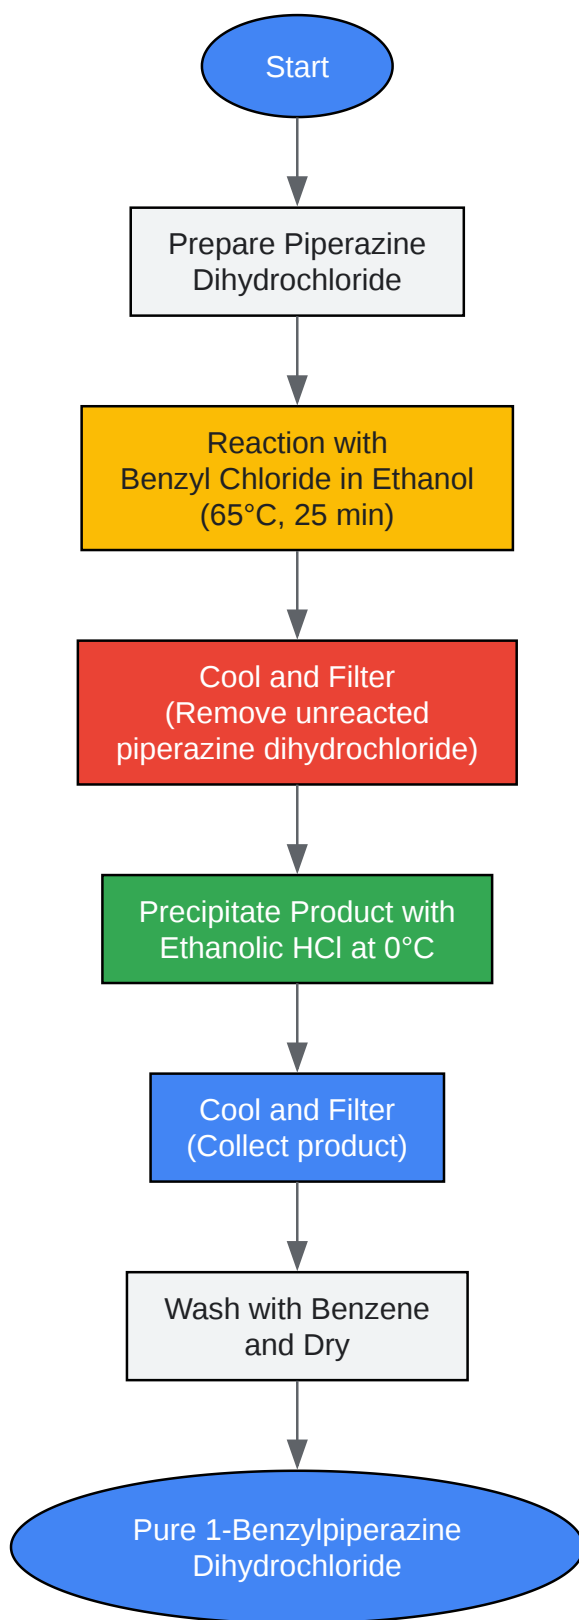 Start
Prepare Piperazine
Dihydrochloride
Reaction with
Benzyl Chloride in Ethanol
(65°C, 25 min)
Cool and Filter
(Remove unreacted
piperazine dihydrochloride)
Precipitate Product with
Ethanolic HCl at 0°C
Cool and Filter
(Collect product)
Wash with Benzene
and Dry
Pure 1-Benzylpiperazine
Dihydrochloride